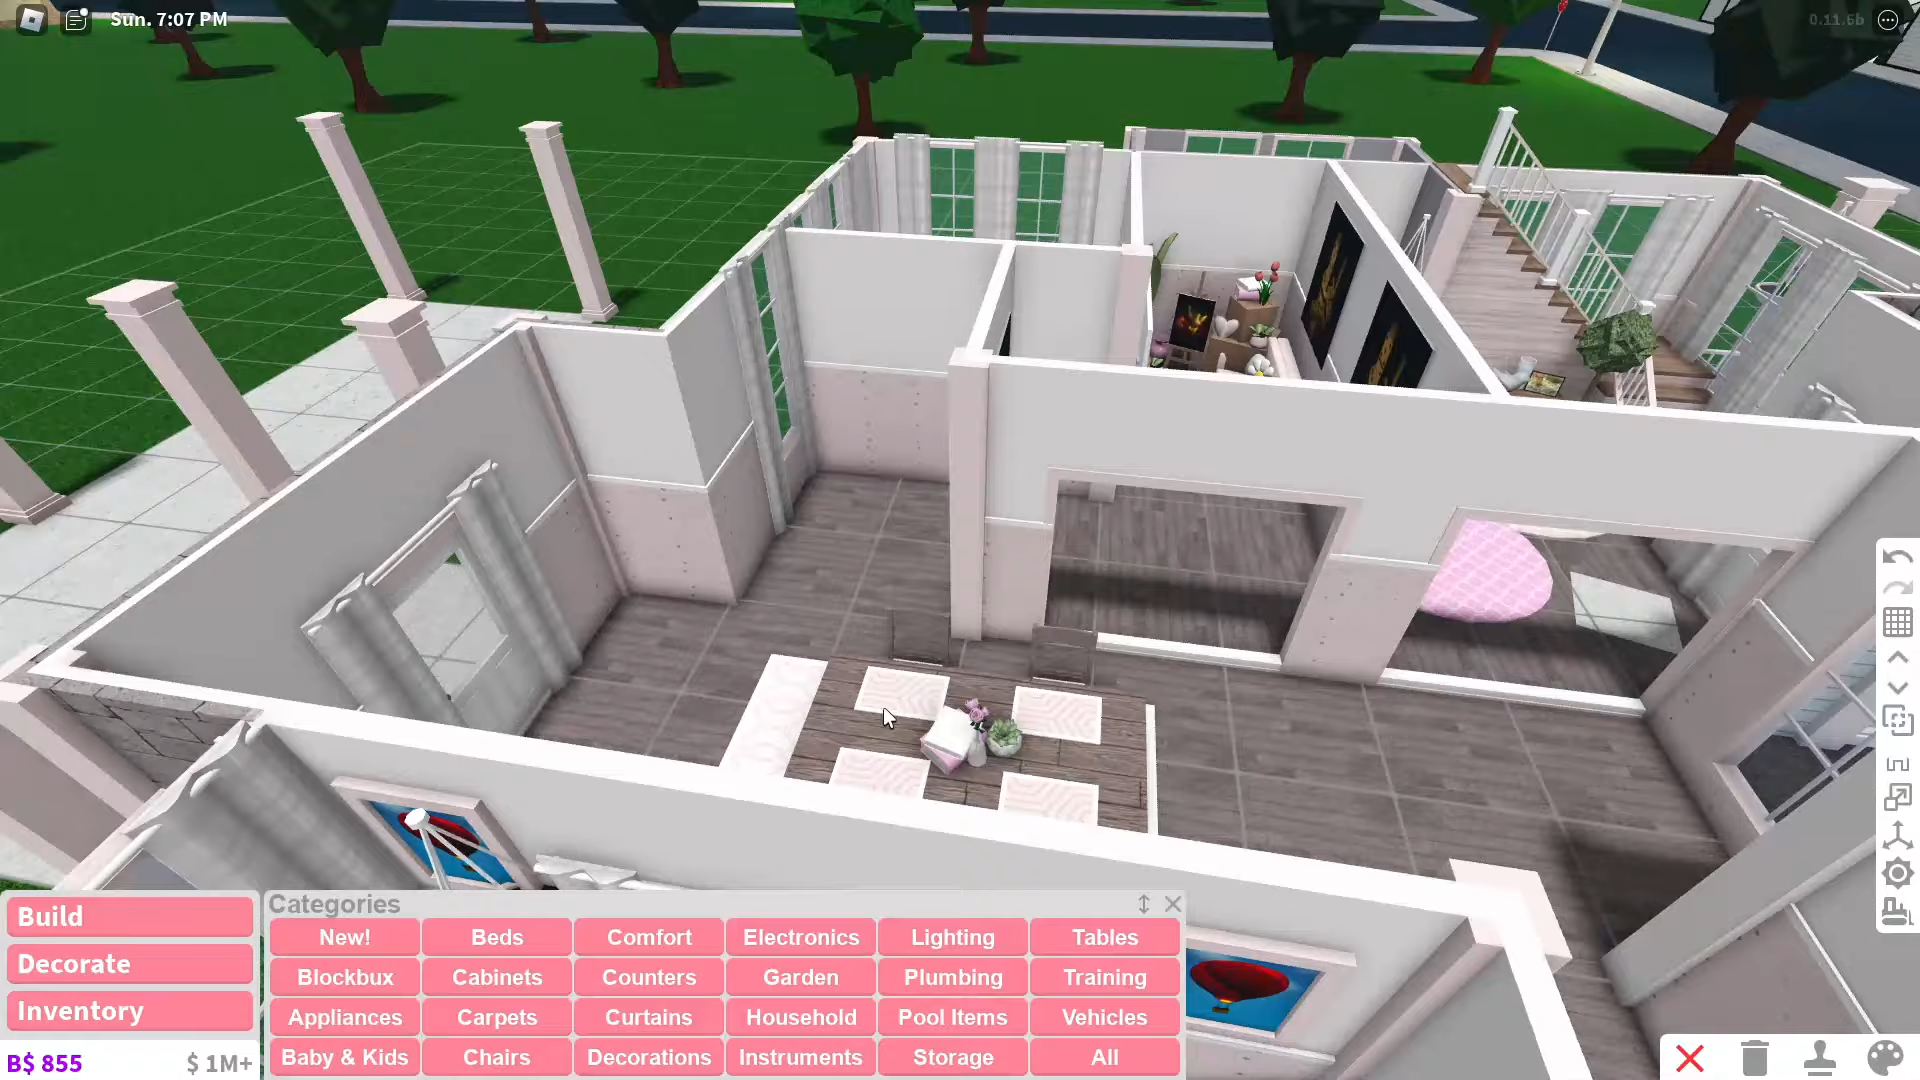 Sun. 7:07 PM
0.11.5b
Build
Decorate
Inventory
B$ 855
$ 1M+
Categories
New!
Beds
Comfort
Electronics
Lighting
Tables
Blockbux
Cabinets
Counters
Garden
Plumbing
Training
Appliances
Carpets
Curtains
Household
Pool Items
Vehicles
Baby & Kids
Chairs
Decorations
Instruments
Storage
All